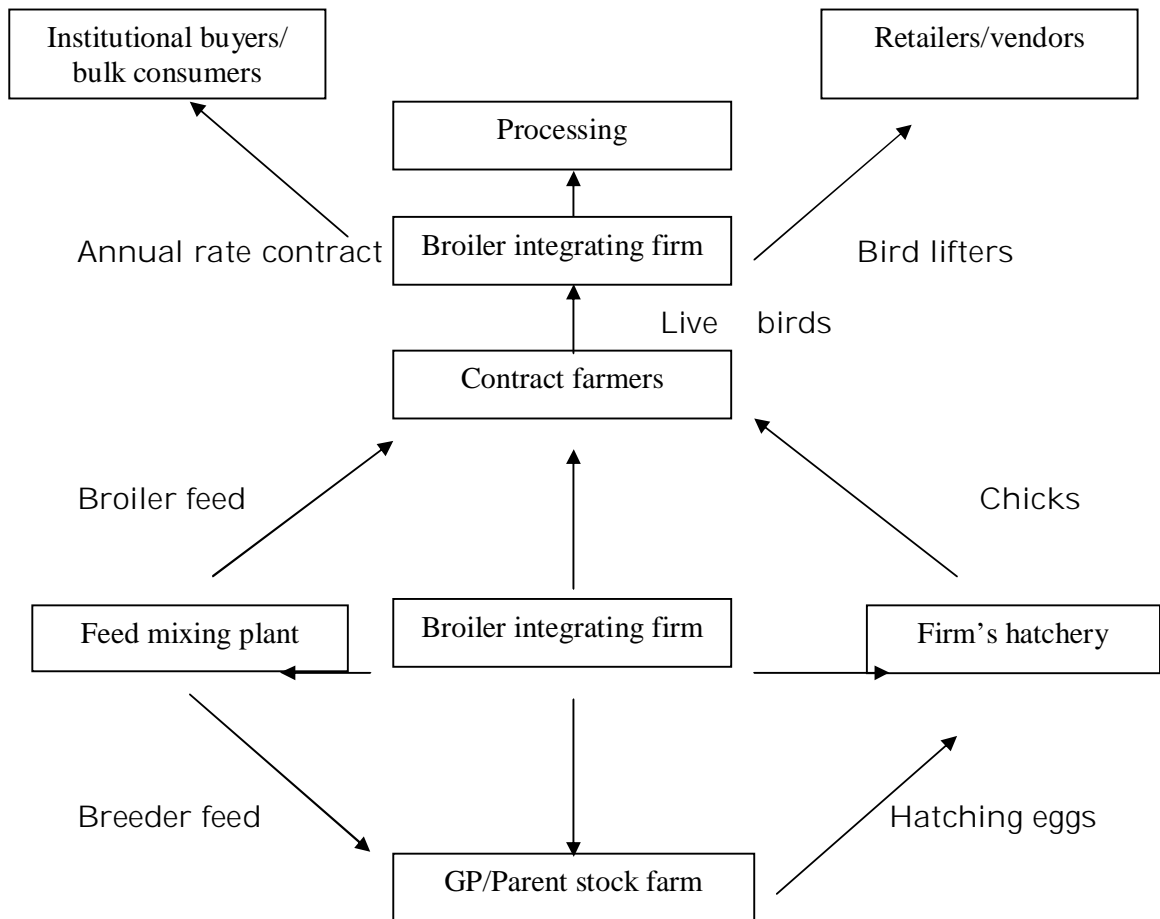 Institutional buyers/
bulk consumers
Retailers/vendors
Processing
Annual rate contract
Broiler integrating firm
Bird lifters
Live birds
Contract farmers
Broiler feed
Chicks
Feed mixing plant
Broiler integrating firm
Firm’s hatchery
Breeder feed
Hatching eggs
GP/Parent stock farm